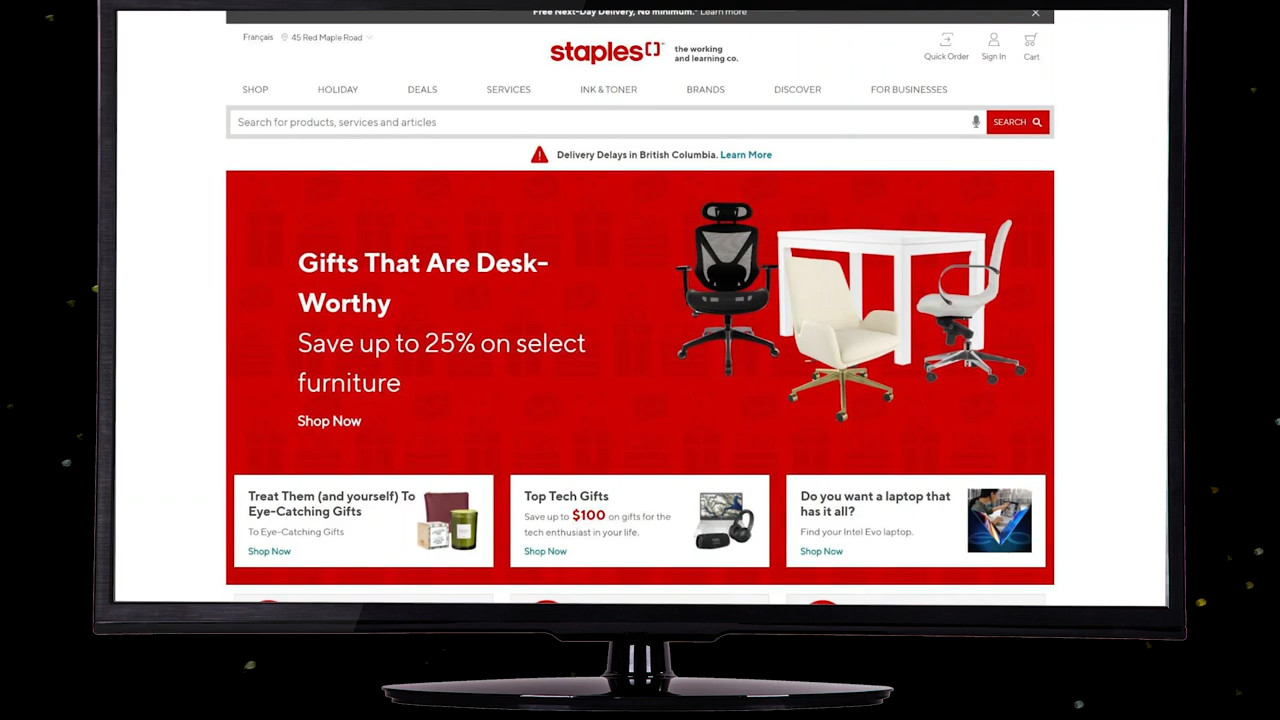 Free Next-Day Delivery, No minimum.* Learn more
Français
45 Red Maple Road
staples
the working
and learning co.
Quick Order
Sign In
Cart
SHOP
HOLIDAY
DEALS
SERVICES
INK & TONER
BRANDS
DISCOVER
FOR BUSINESSES
Search for products, services and articles
SEARCH
Delivery Delays in British Columbia. Learn More
Gifts That Are Desk-
Worthy
Save up to 25% on select
furniture
Shop Now
Treat Them (and yourself) To
Eye-Catching Gifts
To Eye-Catching Gifts
Shop Now
Top Tech Gifts
Save up to $100 on gifts for the
tech enthusiast in your life.
Shop Now
Do you want a laptop that
has it all?
Find your Intel Evo laptop.
Shop Now